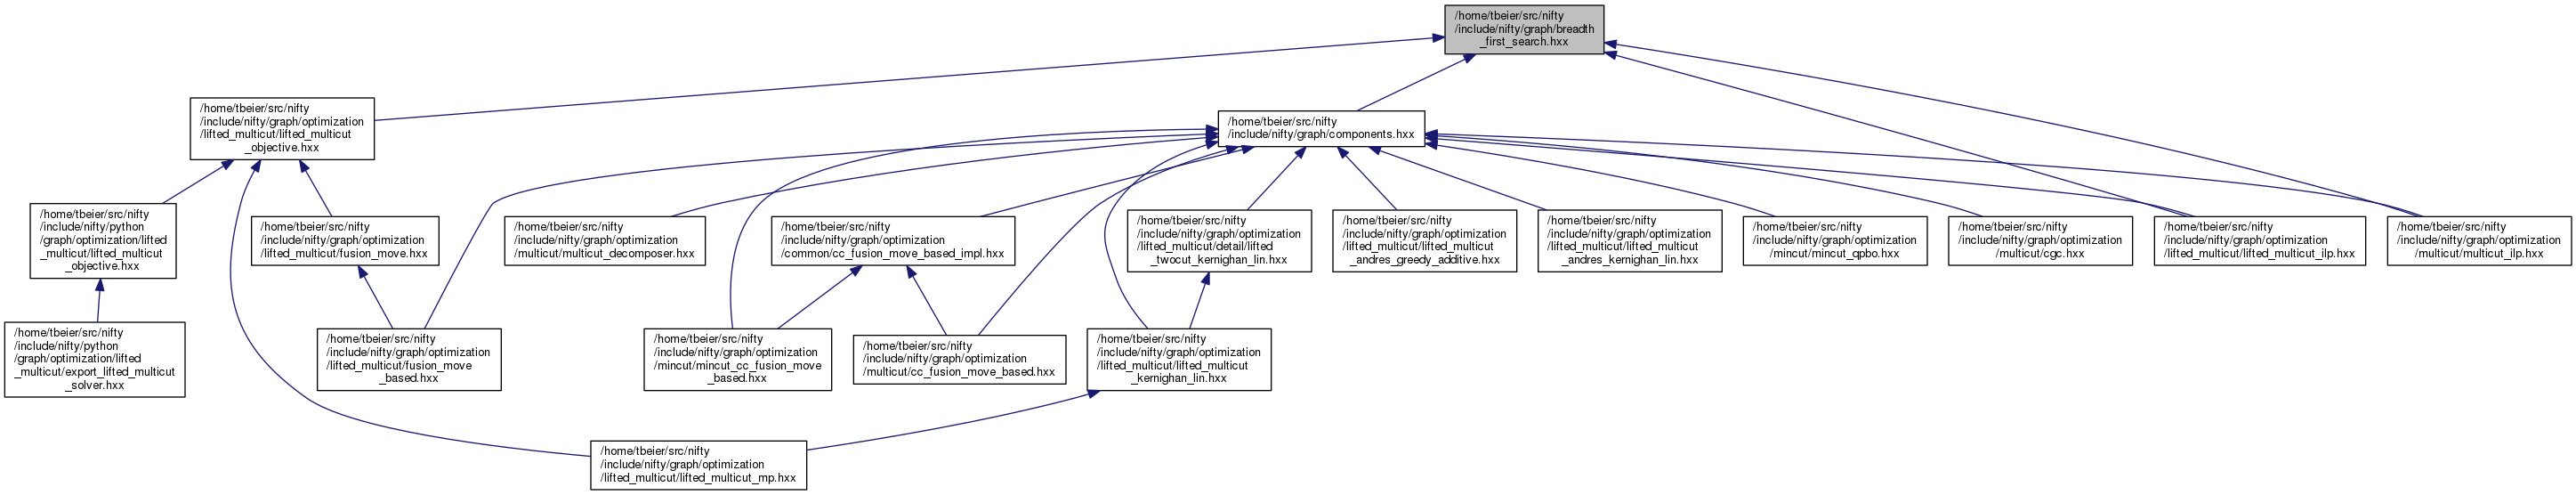 /home/tbeier/src/nifty
/include/nifty/graph/breadth
_first_search.hxx
/home/tbeier/src/nifty
/include/nifty/graph/optimization
/lifted_multicut/lifted_multicut
_objective.hxx
/home/tbeier/src/nifty
/include/nifty/graph/components.hxx
/home/tbeier/src/nifty
/include/nifty/python
/graph/optimization/lifted
_multicut/lifted_multicut
_objective.hxx
/home/tbeier/src/nifty
/include/nifty/graph/optimization
/lifted_multicut/fusion_move.hxx
/home/tbeier/src/nifty
/include/nifty/graph/optimization
/multicut/multicut_decomposer.hxx
/home/tbeier/src/nifty
/include/nifty/graph/optimization
/common/cc_fusion_move_based_impl.hxx
/home/tbeier/src/nifty
/include/nifty/graph/optimization
/lifted_multicut/detail/lifted
_twocut_kernighan_lin.hxx
/home/tbeier/src/nifty
/include/nifty/graph/optimization
/lifted_multicut/lifted_multicut
_andres_greedy_additive.hxx
/home/tbeier/src/nifty
/include/nifty/graph/optimization
/lifted_multicut/lifted_multicut
_andres_kernighan_lin.hxx
/home/tbeier/src/nifty
/include/nifty/graph/optimization
/mincut/mincut_qpbo.hxx
/home/tbeier/src/nifty
/include/nifty/graph/optimization
/multicut/cgc.hxx
/home/tbeier/src/nifty
/include/nifty/graph/optimization
/lifted_multicut/lifted_multicut_ilp.hxx
/home/tbeier/src/nifty
/include/nifty/graph/optimization
/multicut/multicut_ilp.hxx
/home/tbeier/src/nifty
/include/nifty/python
/graph/optimization/lifted
_multicut/export_lifted_multicut
_solver.hxx
/home/tbeier/src/nifty
/include/nifty/graph/optimization
/lifted_multicut/fusion_move
_based.hxx
/home/tbeier/src/nifty
/include/nifty/graph/optimization
/mincut/mincut_cc_fusion_move
_based.hxx
/home/tbeier/src/nifty
/include/nifty/graph/optimization
/multicut/cc_fusion_move_based.hxx
/home/tbeier/src/nifty
/include/nifty/graph/optimization
/lifted_multicut/lifted_multicut
_kernighan_lin.hxx
/home/tbeier/src/nifty
/include/nifty/graph/optimization
/lifted_multicut/lifted_multicut_mp.hxx